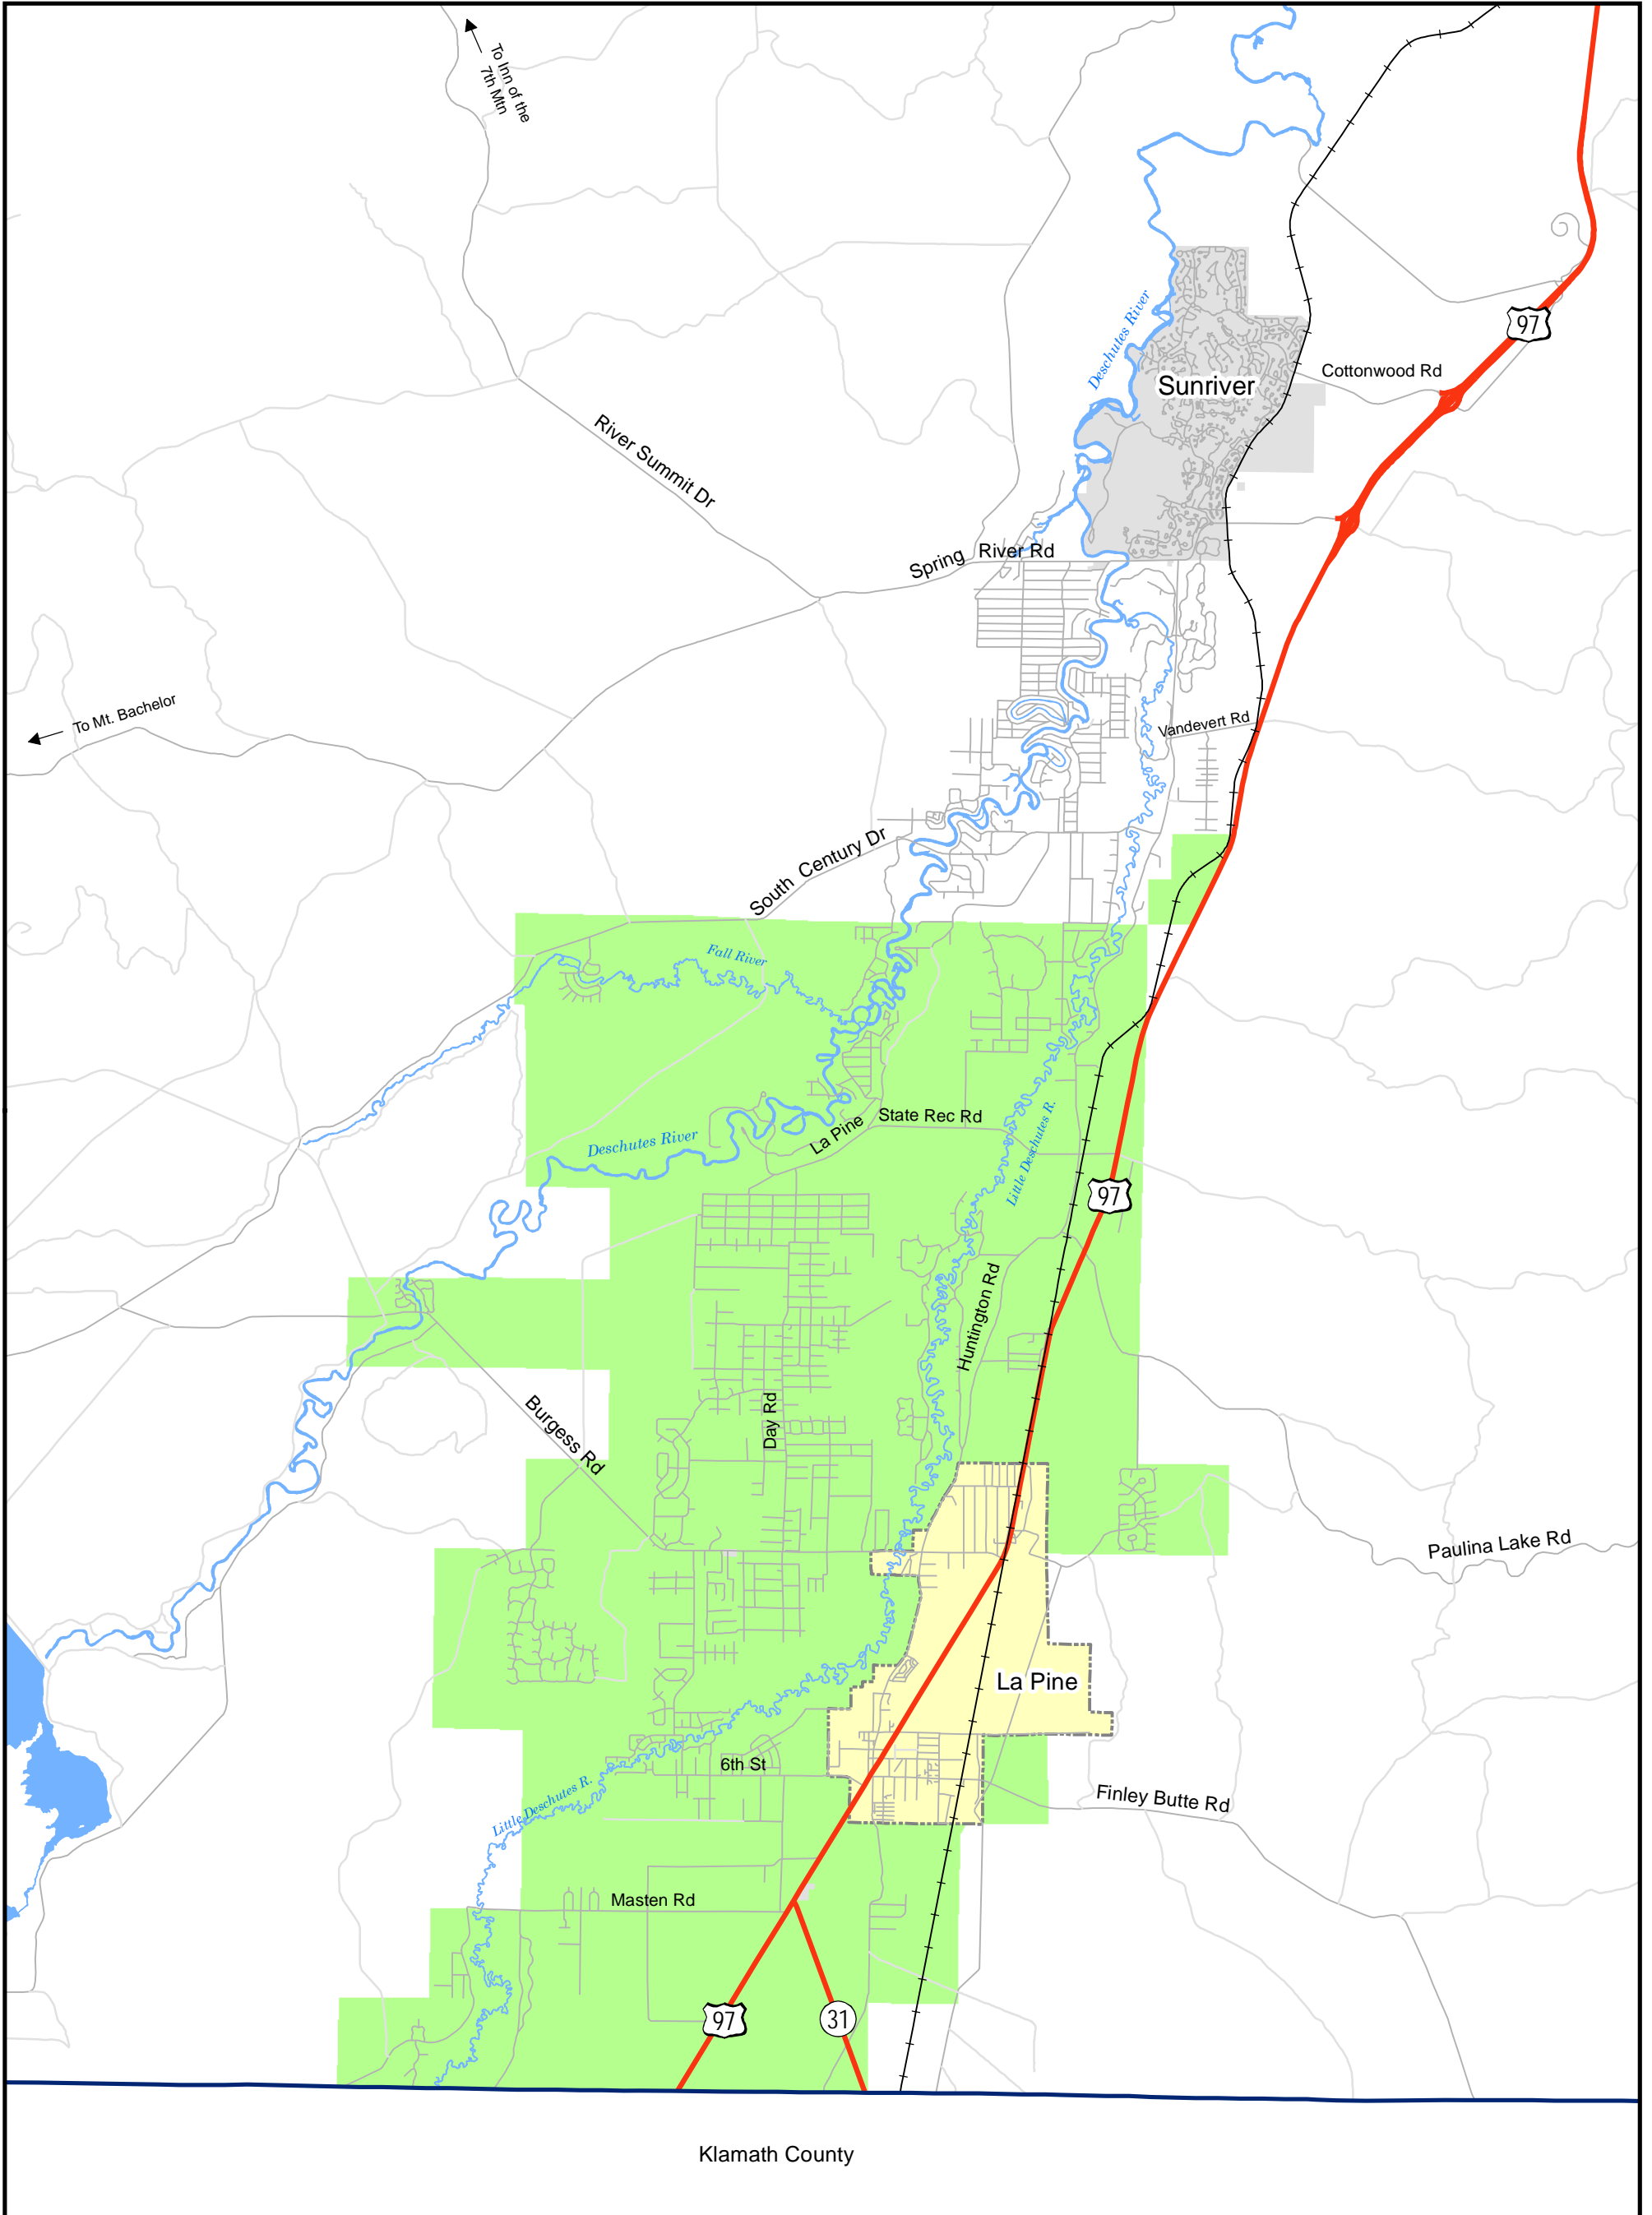 To Inn of the
7th Mtn
97
Deschutes River
Cottonwood Rd
Sunriver
River Summit Dr
Spring River Rd
To Mt. Bachelor
Vandevert Rd
South Century Dr
Fall River
State Rec Rd
La Pine
Deschutes River
Little Deschutes R.
97
Huntington Rd
Day Rd
Burgess Rd
Paulina Lake Rd
La Pine
6th St
Finley Butte Rd
Little Deschutes R.
Masten Rd
97
31
Klamath County